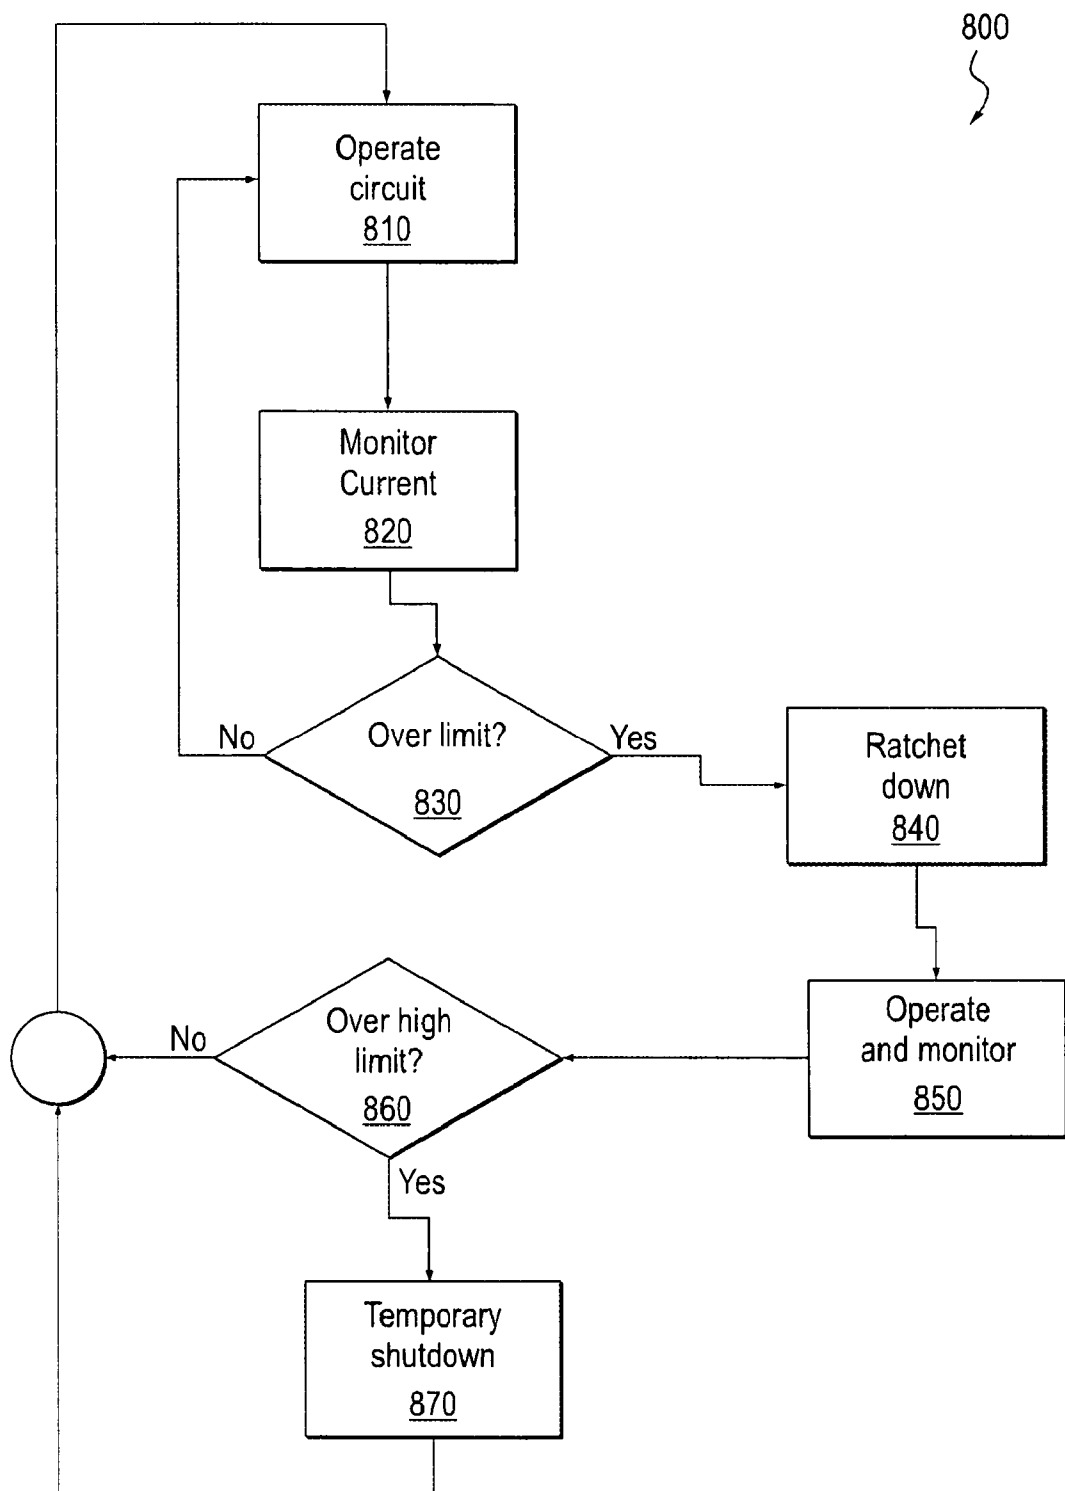 800
Operate
circuit
810
Monitor
Current
820
Over limit?
830
No
Yes
Ratchet
down
840
Operate
and monitor
850
Over high
limit?
860
No
Yes
Temporary
shutdown
870